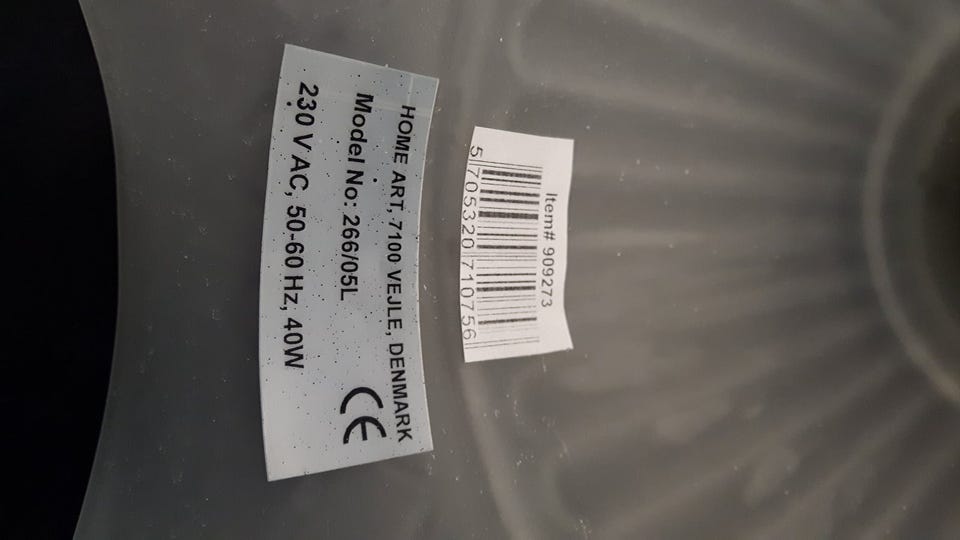 HOME ART, 7100 VEJLE, DENMARK
Model No: 266/05L
230 V AC, 50-60 Hz, 40W
CE
Item# 909273
5 705320 710756